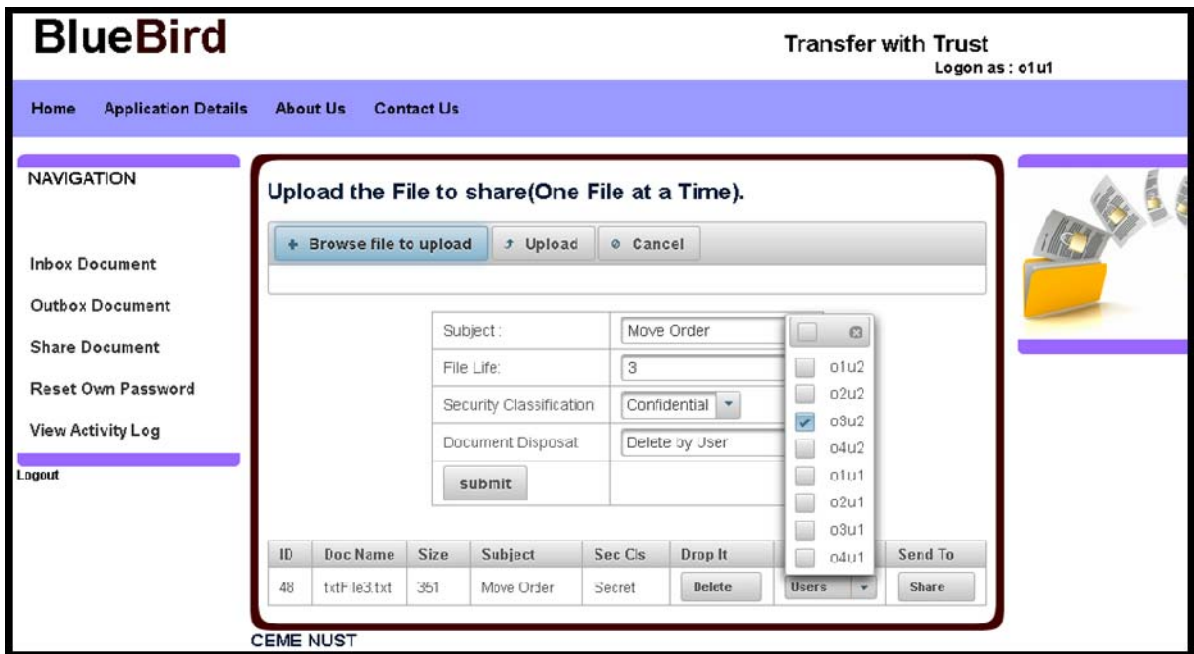 BlueBird
Transfer with Trust
Logon as : o1u1
Home Application Details About Us Contact Us
NAVIGATION
Inbox Document
Outbox Document
Share Document
Reset Own Password
View Activity Log
Logout
Upload the File to share(One File at a Time).
Browse file to upload Upload Cancel
Subject : Move Order
File Life: 3
Security Classification Confidential
Document Disposal Delete by User
submit
o1u2
o2u2
o3u2
o4u2
o1u1
o2u1
o3u1
o4u1
ID Doc Name Size Subject Sec Cls Drop It Send To
48 txtFile3.txt 351 Move Order Secret Delete Users Share
CEME NUST